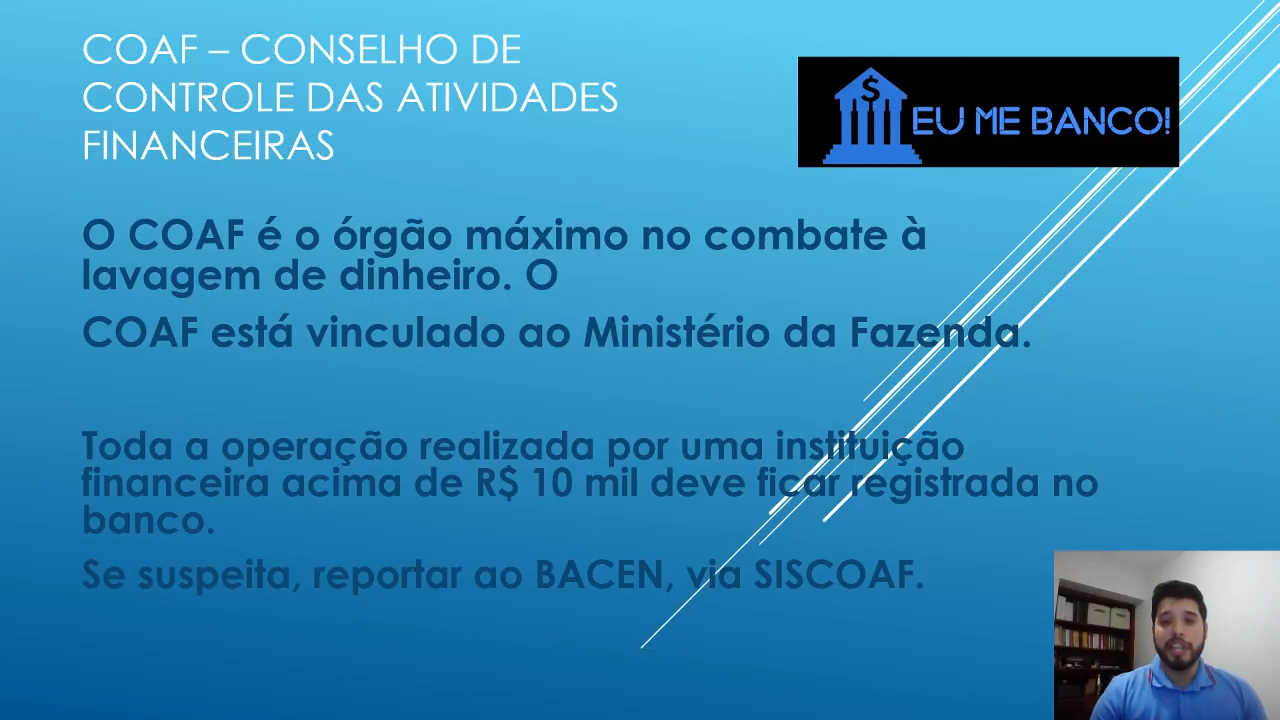 COAF – CONSELHO DE
CONTROLE DAS ATIVIDADES
FINANCEIRAS
$ EU ME BANCO!
O COAF é o órgão máximo no combate à
lavagem de dinheiro. O
COAF está vinculado ao Ministério da Fazenda.
Toda a operação realizada por uma instituição
financeira acima de R$ 10 mil deve ficar registrada no
banco.
Se suspeita, reportar ao BACEN, via SISCOAF.